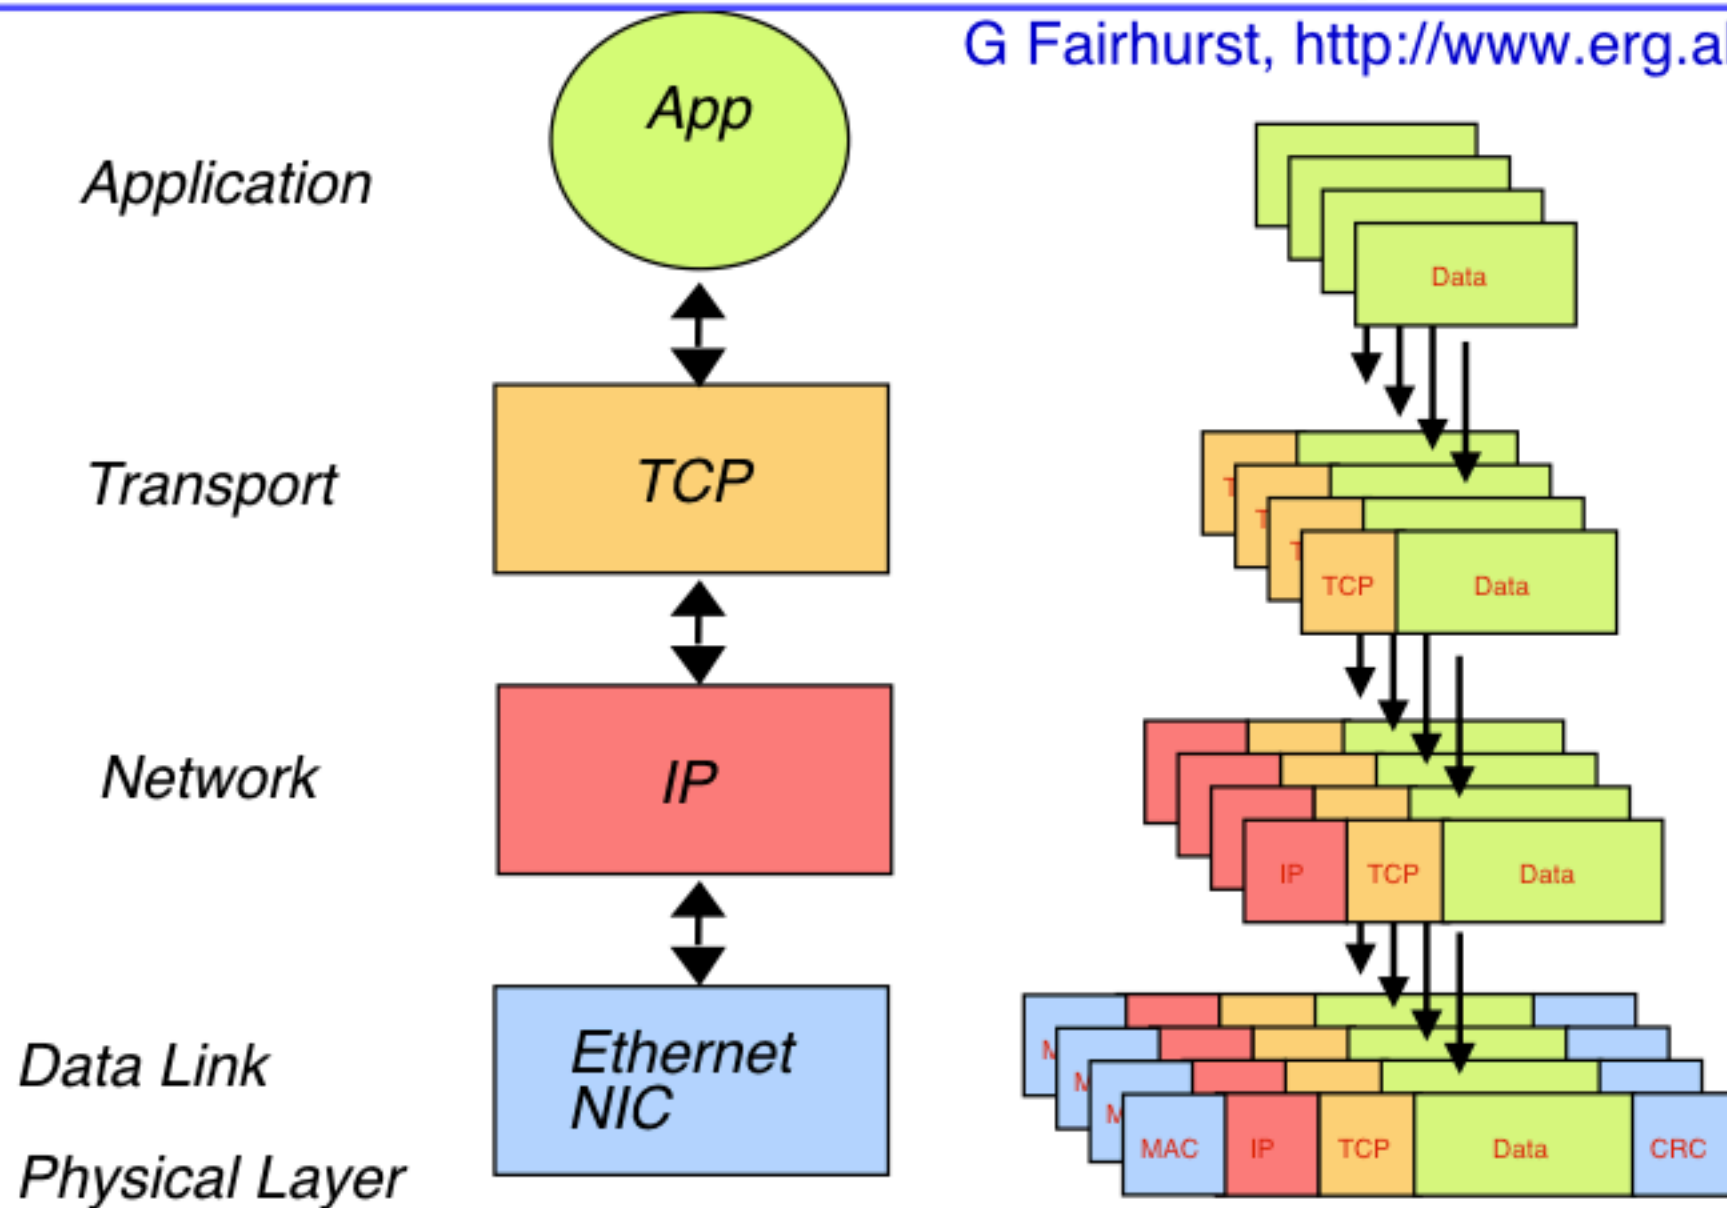 G Fairhurst, http://www.erg.a
App
Application
Data
Transport
TCP
TCP Data
Network
IP
IP TCP Data
Data Link
Ethernet
NIC
MAC IP TCP Data CRC
Physical Layer